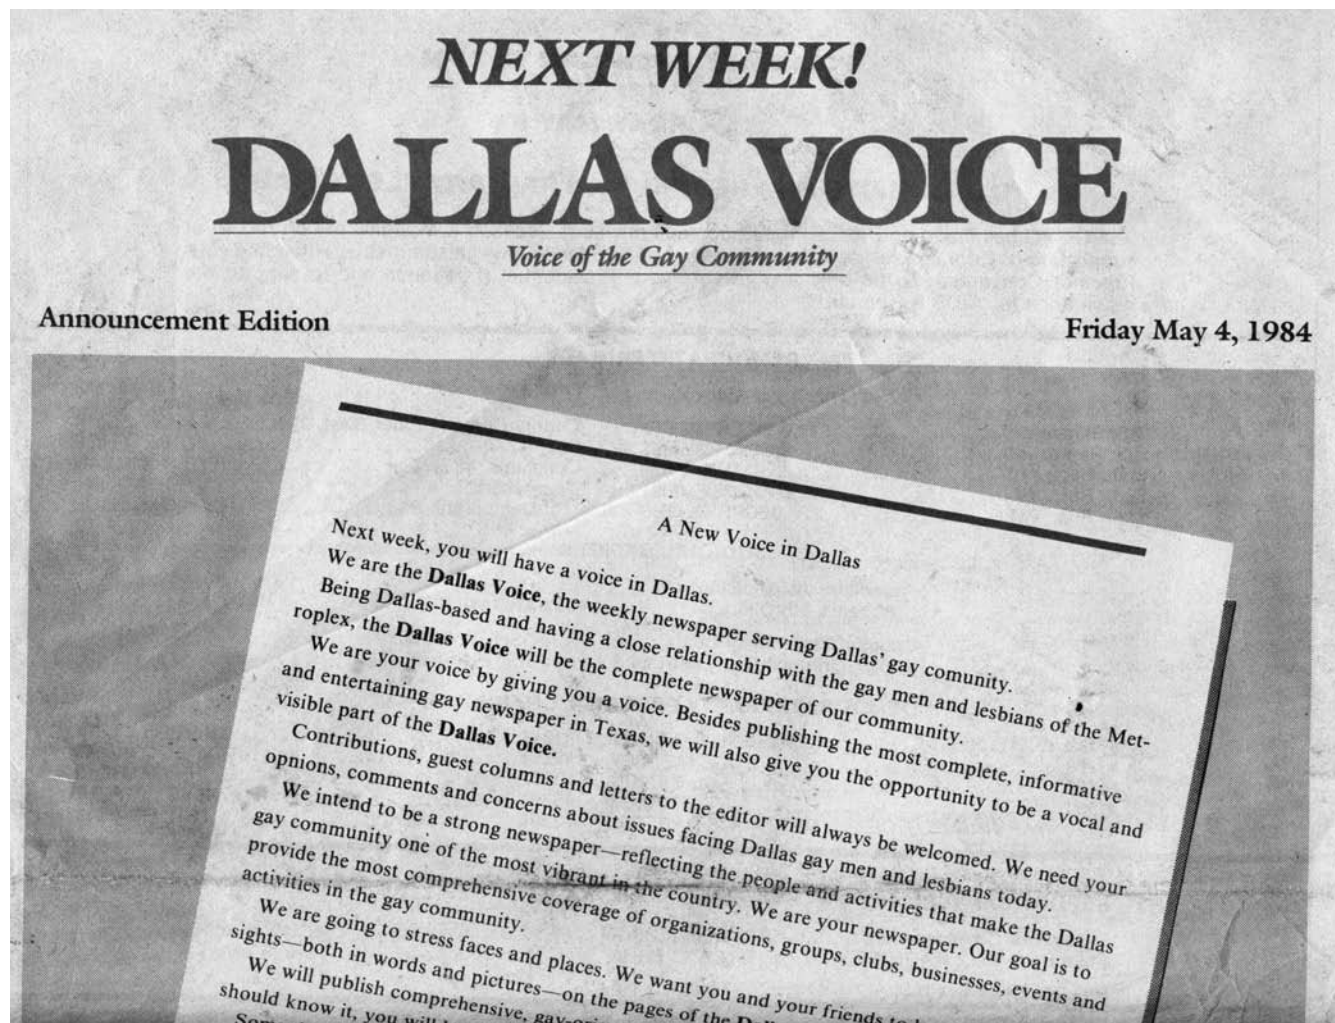 NEXT WEEK!
DALLAS VOICE
Voice of the Gay Community
Announcement Edition
Friday May 4, 1984
A New Voice in Dallas
Next week, you will have a voice in Dallas.
We are the Dallas Voice, the weekly newspaper serving Dallas' gay comunity.
Being Dallas-based and having a close relationship with the gay men and lesbians of the Met-
roplex, the Dallas Voice will be the complete newspaper of our community.
We are your voice by giving you a voice. Besides publishing the most complete, informative
and entertaining gay newspaper in Texas, we will also give you the opportunity to be a vocal and
visible part of the Dallas Voice.
Contributions, guest columns and letters to the editor will always be welcomed. We need your
opnions, comments and concerns about issues facing Dallas gay men and lesbians today.
We intend to be a strong newspaper—reflecting the people and activities that make the Dallas
gay community one of the most vibrant in the country. We are your newspaper. Our goal is to
provide the most comprehensive coverage of organizations, groups, clubs, businesses, events and
activities in the gay community.
We are going to stress faces and places. We want you and your friends to
sights—both in words and pictures—on the pages of the
We will publish comprehensive,
should know it, you